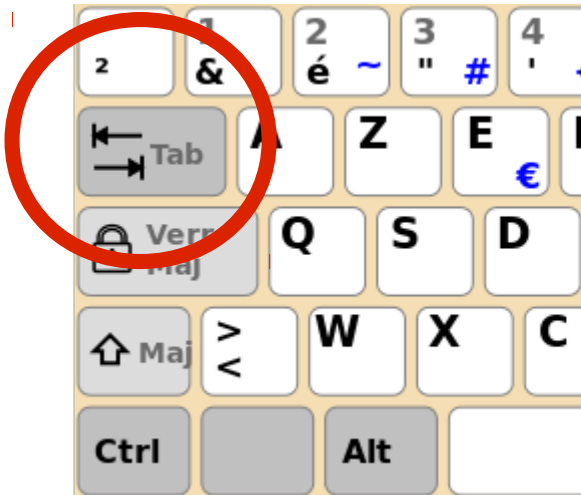 1 2 3 4
² & é ~ " # '
Tab A Z E €
Verr Maj Q S D
Maj > < W X C
Ctrl Alt